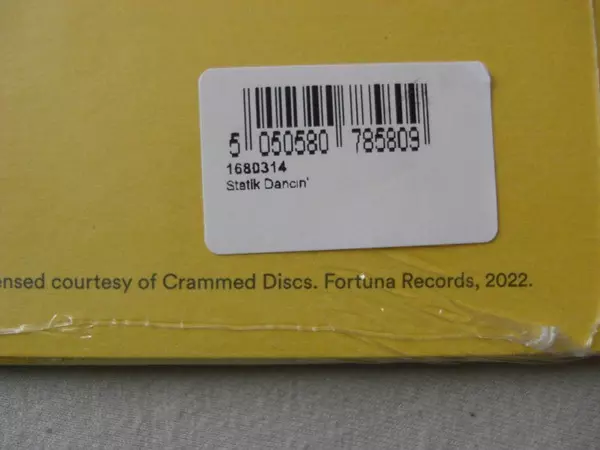 5 050580 785809
1680314
Statik Dancin'
ensed courtesy of Crammed Discs. Fortuna Records, 2022.